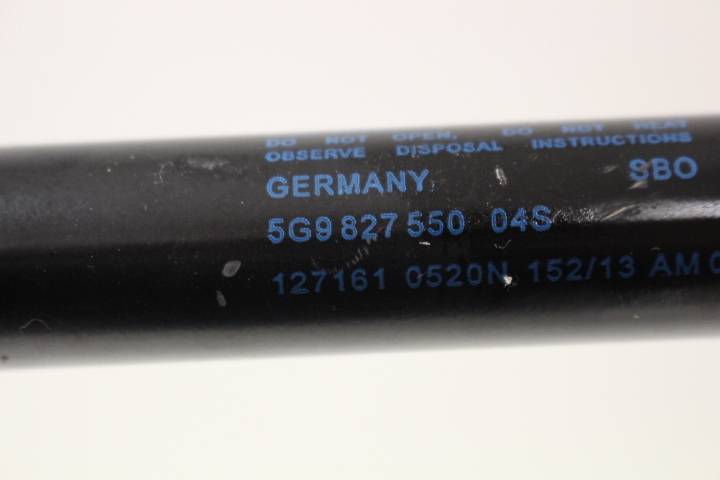 DO NOT OPEN. DO NOT HEAT
OBSERVE DISPOSAL INSTRUCTIONS
GERMANY SBO
5G9 827 550 04S
127161 0520N 152/13 AM